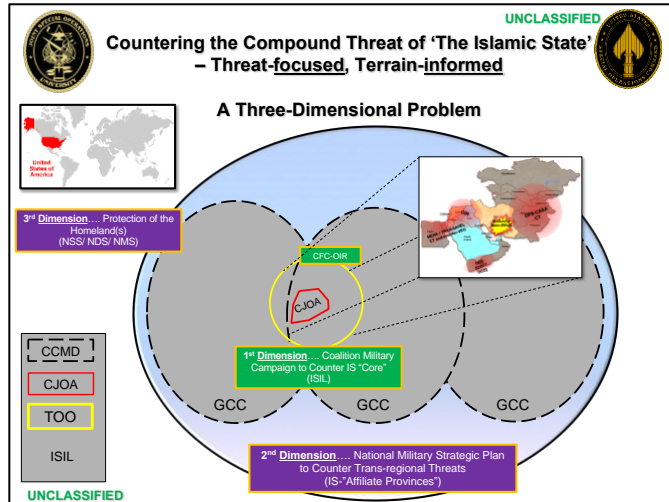 UNCLASSIFIED
Countering the Compound Threat of ‘The Islamic State’
– Threat-focused, Terrain-informed
A Three-Dimensional Problem
United
States of
America
3rd Dimension…. Protection of the
Homeland(s)
(NSS/ NDS/ NMS)
CFC-OIR
CJOA
1st Dimension…. Coalition Military
Campaign to Counter IS “Core”
(ISIL)
GCC
GCC
GCC
2nd Dimension…. National Military Strategic Plan
to Counter Trans-regional Threats
(IS-”Affiliate Provinces”)
CCMD
CJOA
TOO
ISIL
UNCLASSIFIED